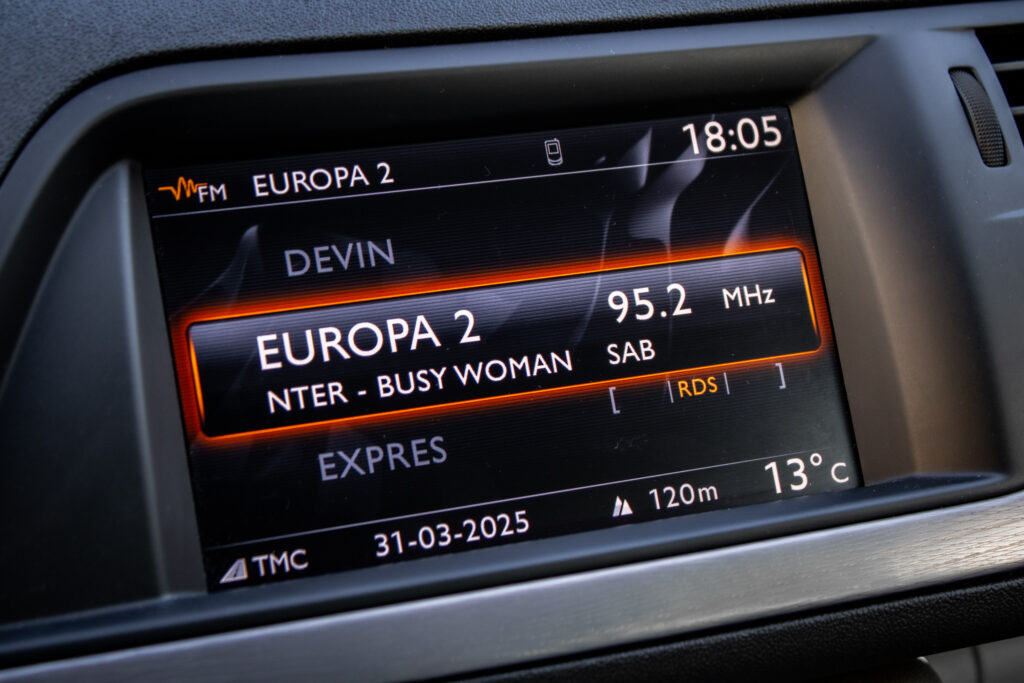 FM EUROPA 2 18:05
DEVIN
EUROPA 2 95.2 MHz
NTER - BUSY WOMAN SAB
[ | RDS | ]
EXPRES
TMC 31-03-2025 120m 13°C